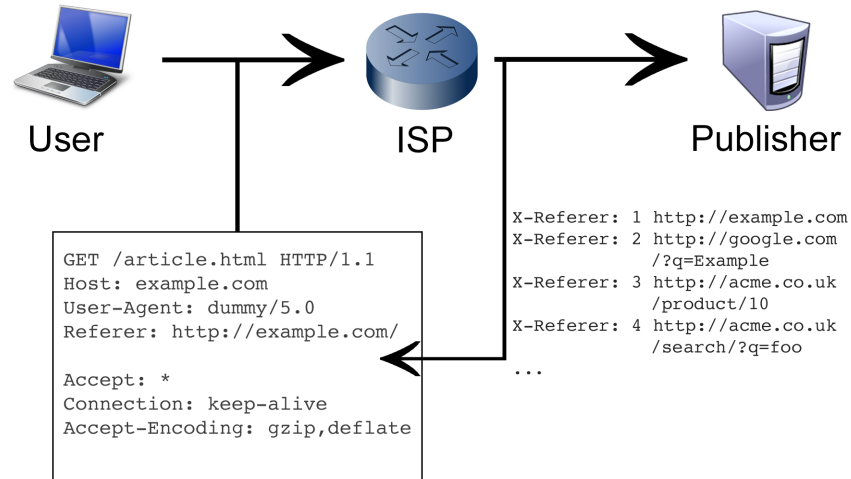 User
ISP
Publisher
GET /article.html HTTP/1.1
Host: example.com
User-Agent: dummy/5.0
Referer: http://example.com/
Accept: *
Connection: keep-alive
Accept-Encoding: gzip,deflate
X-Referer: 1 http://example.com
X-Referer: 2 http://google.com
/?q=Example
X-Referer: 3 http://acme.co.uk
/product/10
X-Referer: 4 http://acme.co.uk
/search/?q=foo
...